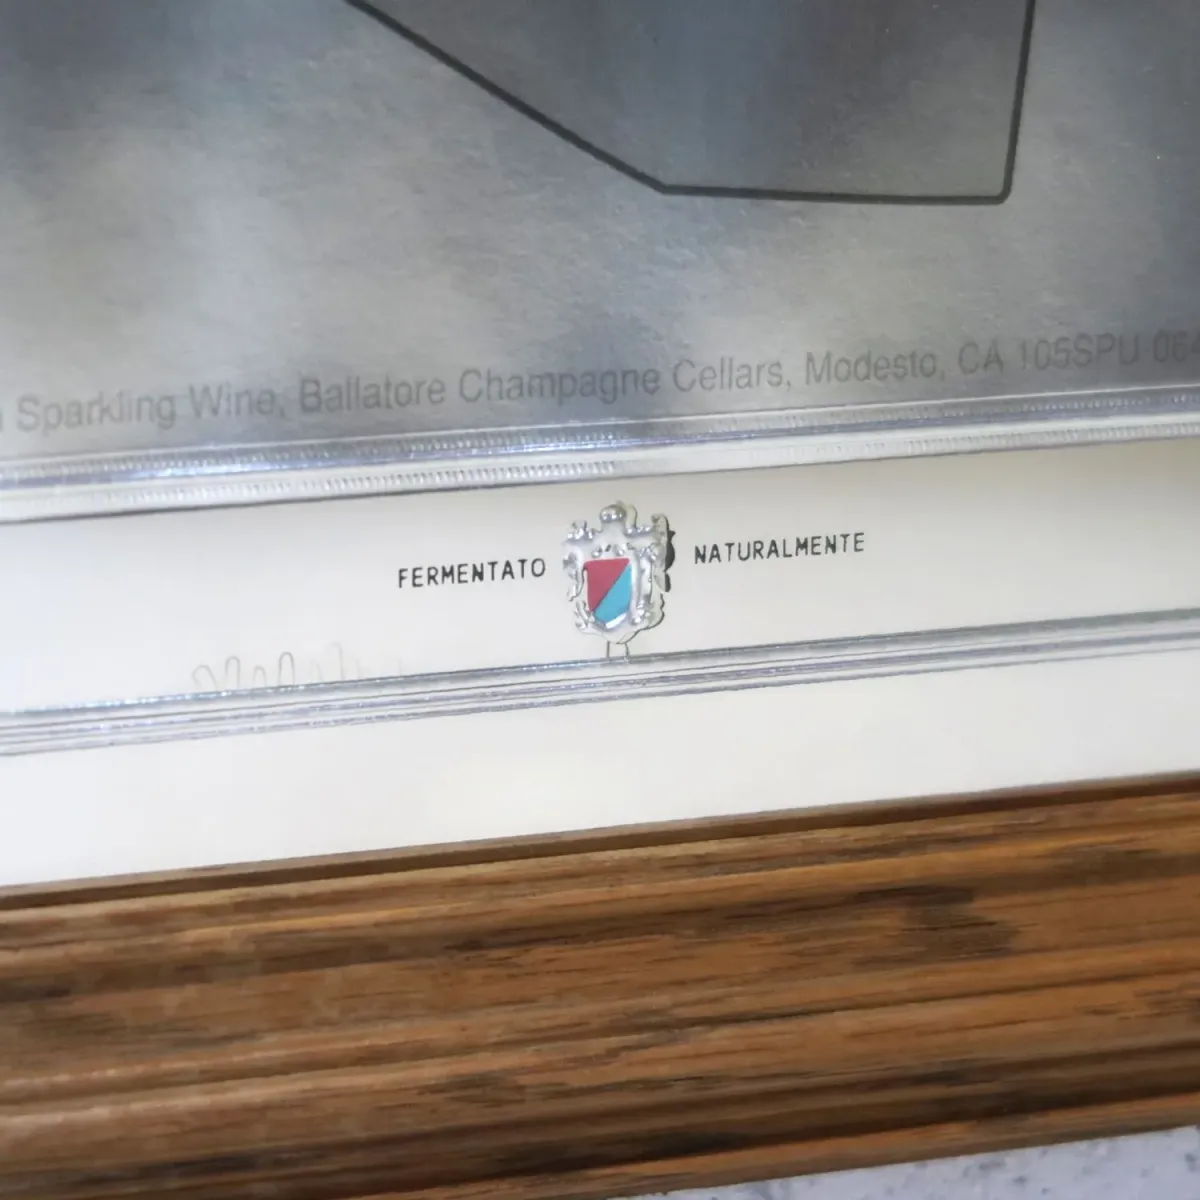 Sparkling Wine, Ballatore Champagne Cellars, Modesto, CA 105SPU
FERMENTATO NATURALMENTE